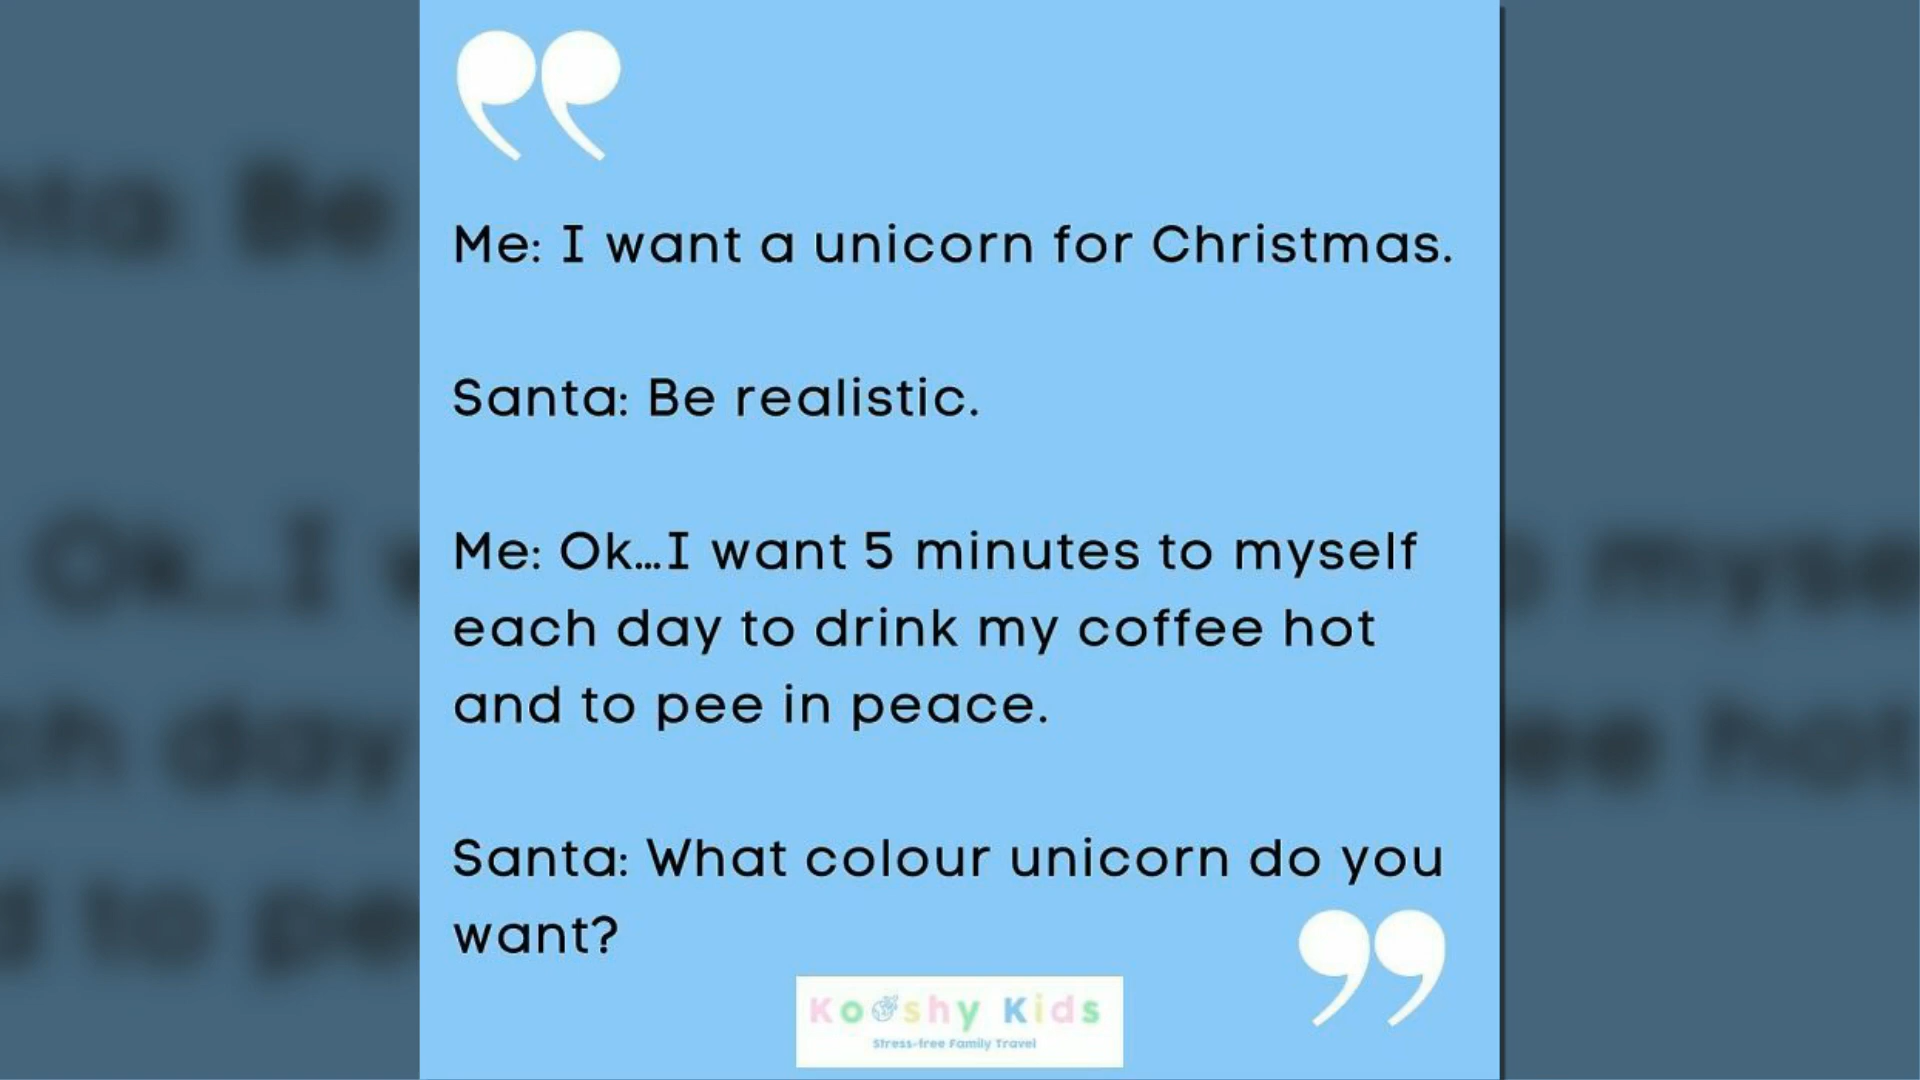 Me: I want a unicorn for Christmas.
Santa: Be realistic.
Me: Ok...I want 5 minutes to myself
each day to drink my coffee hot
and to pee in peace.
Santa: What colour unicorn do you
want?
Kooshy Kids
Stress-free Family Travel